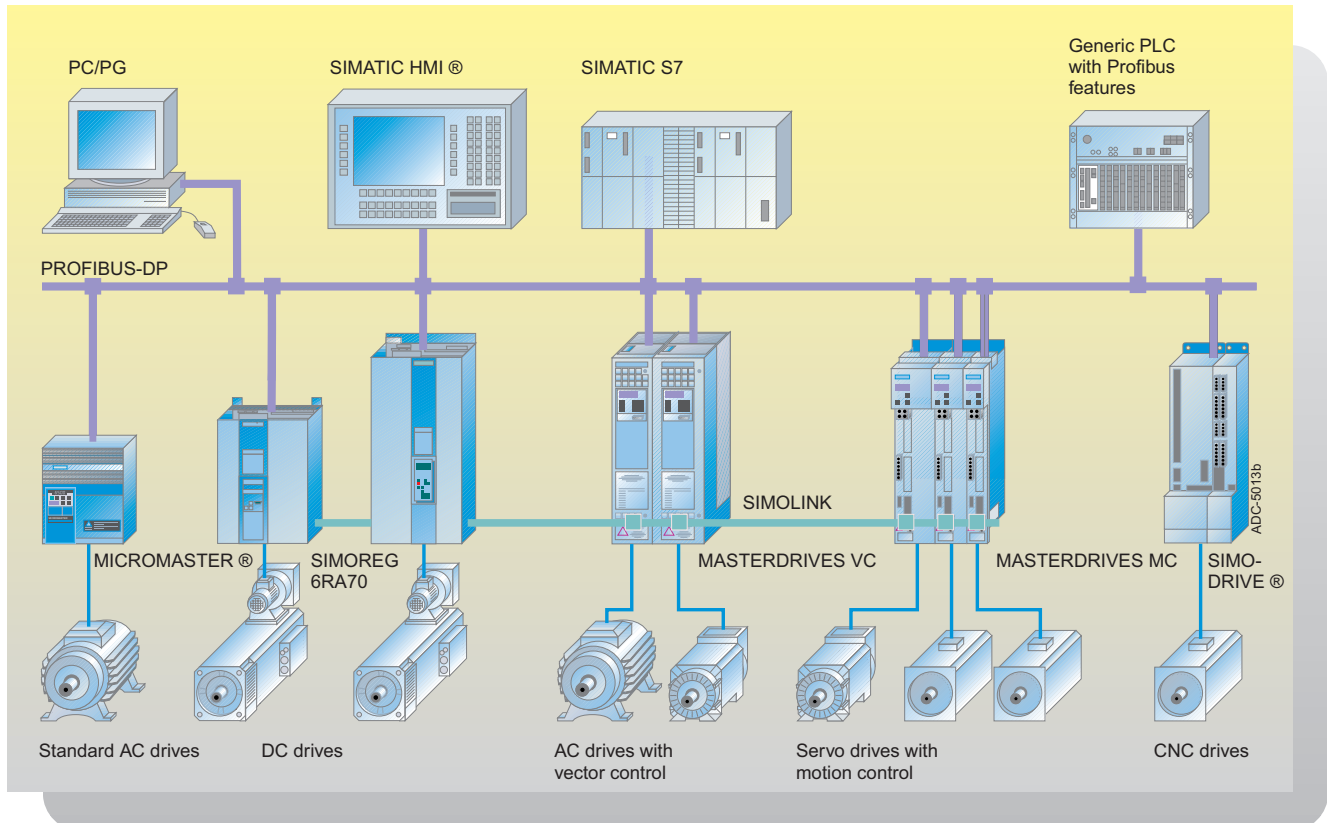 PC/PG
SIMATIC HMI ®
SIMATIC S7
Generic PLC
with Profibus
features
PROFIBUS-DP
SIMOLINK
ADC-5013b
MICROMASTER ®
SIMOREG
6RA70
MASTERDRIVES VC
MASTERDRIVES MC
SIMO-
DRIVE ®
Standard AC drives
DC drives
AC drives with
vector control
Servo drives with
motion control
CNC drives